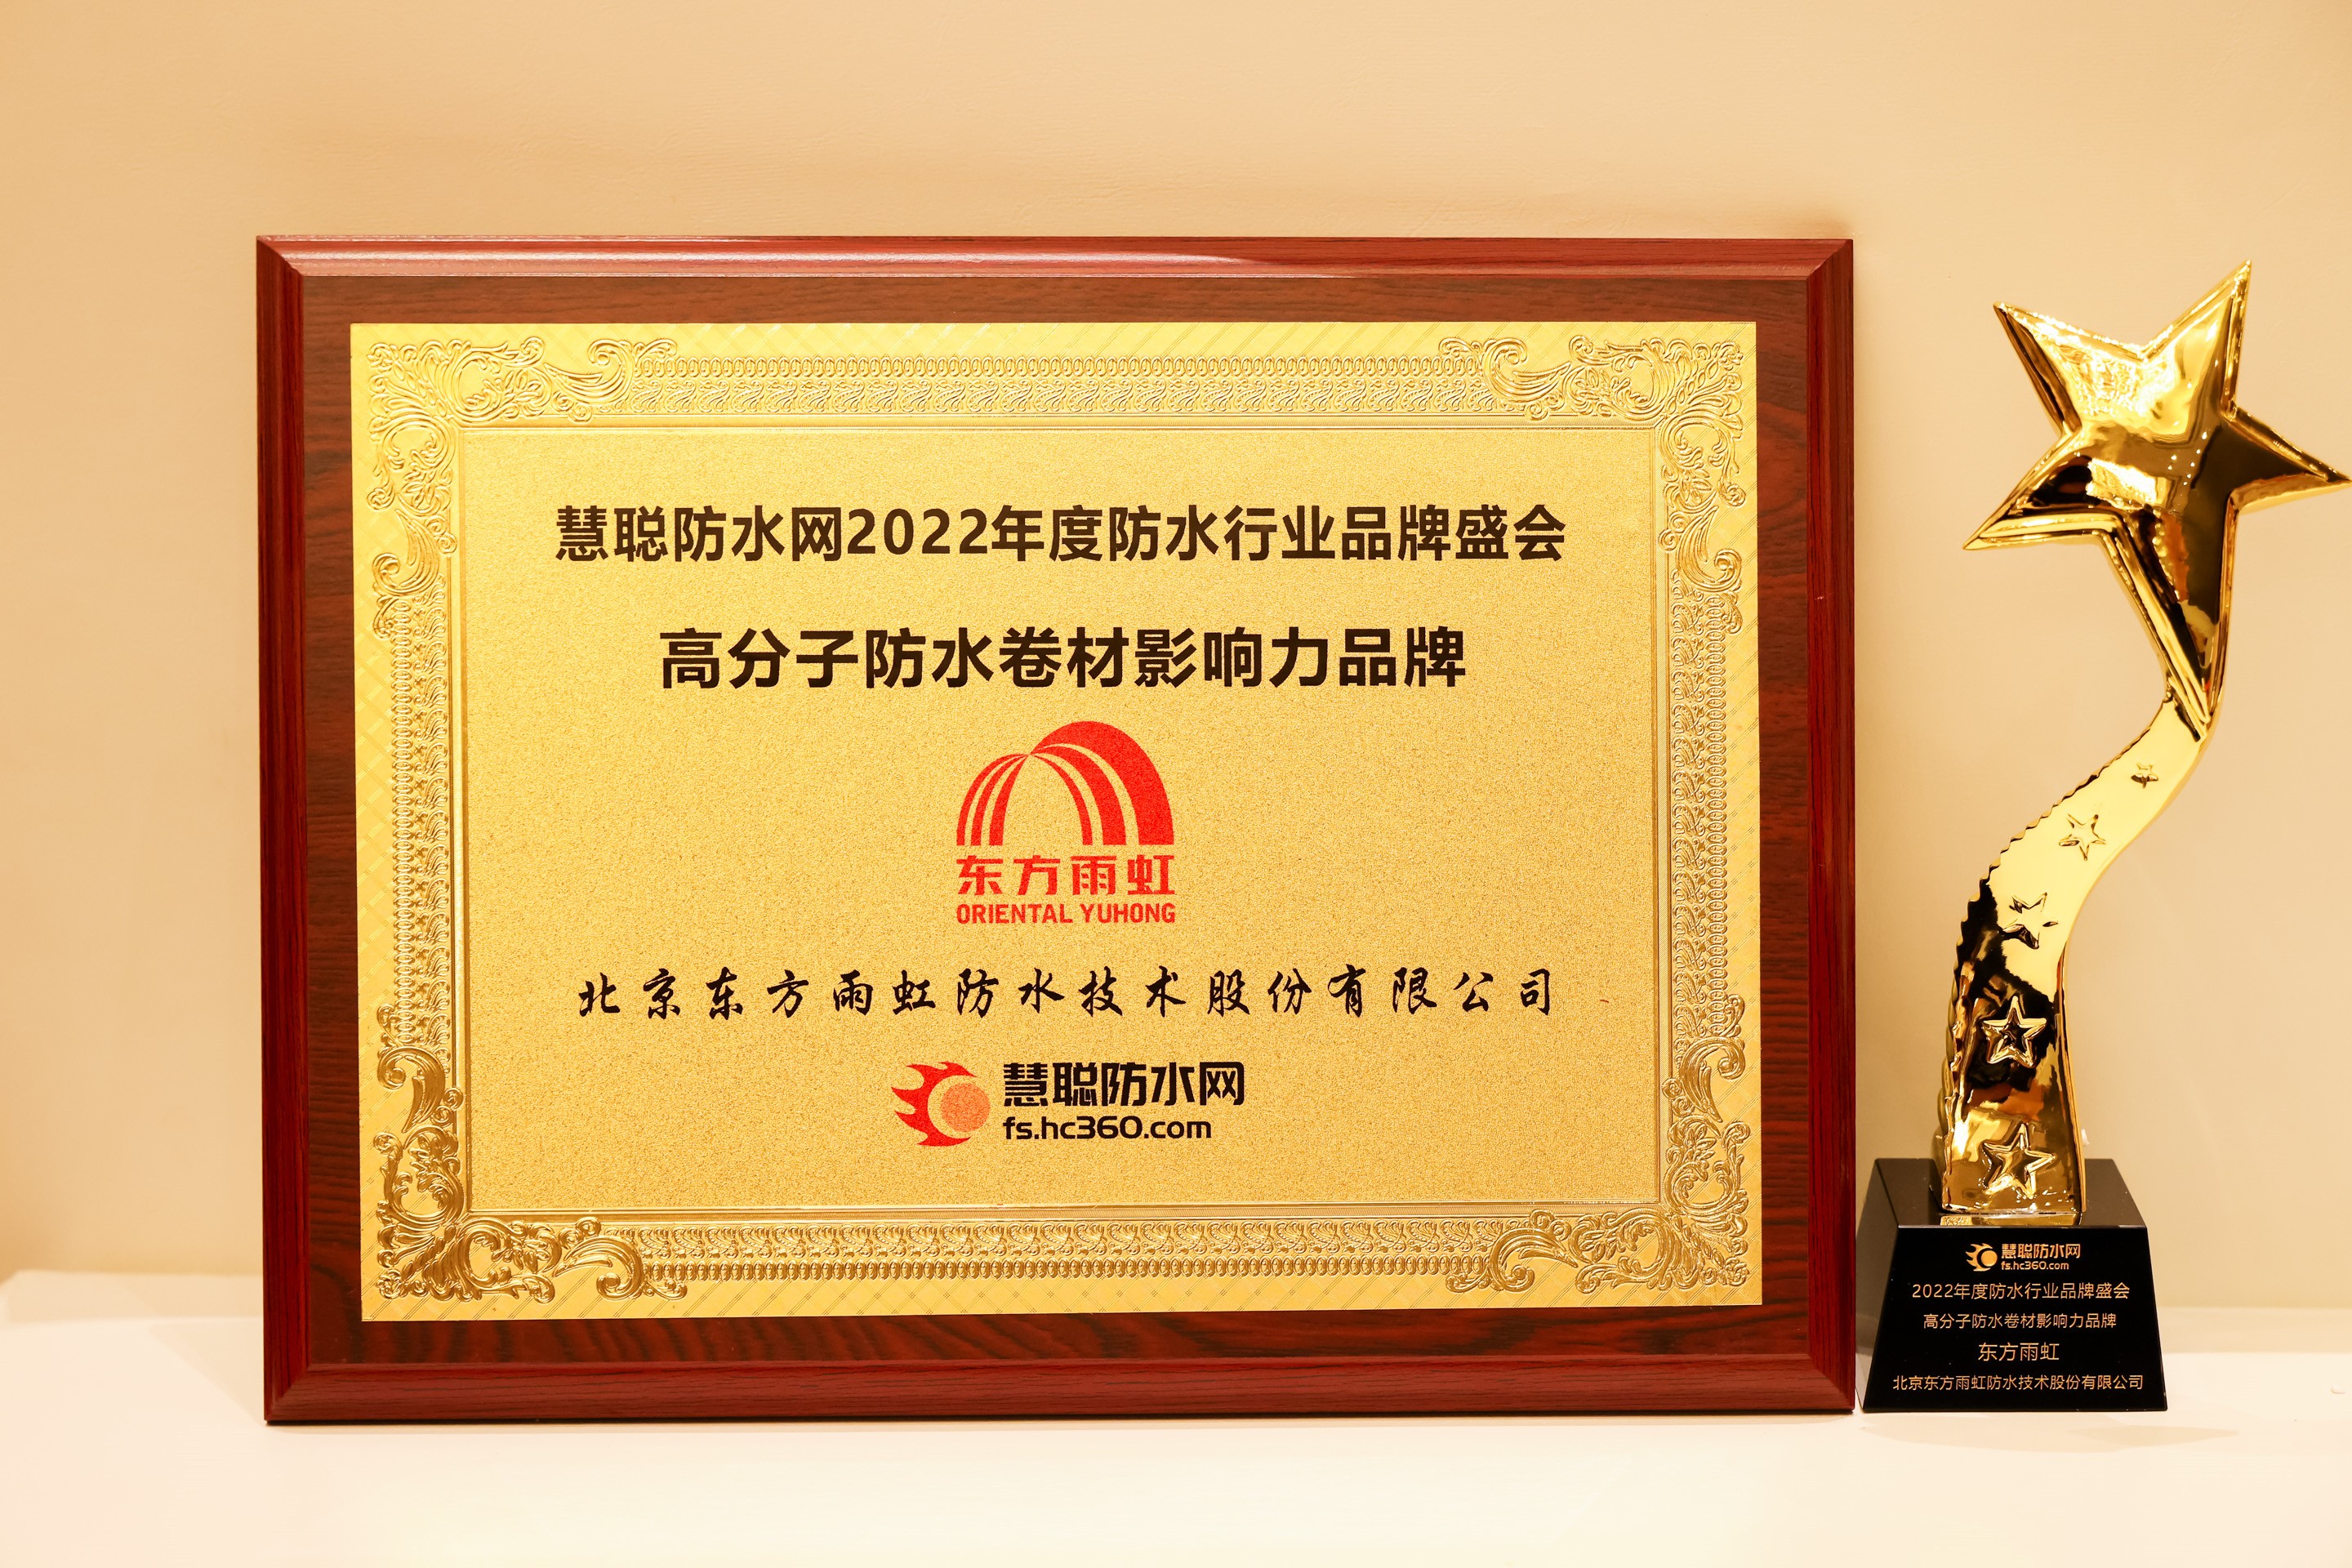 慧聪防水网2022年度防水行业品牌盛会
高分子防水卷材影响力品牌
东方雨虹
ORIENTAL YUHONG
北京东方雨虹防水技术股份有限公司
慧聪防水网
fs.hc360.com
慧聪防水网
fs.hc360.com
2022年度防水行业品牌盛会
高分子防水卷材影响力品牌
东方雨虹
北京东方雨虹防水技术股份有限公司